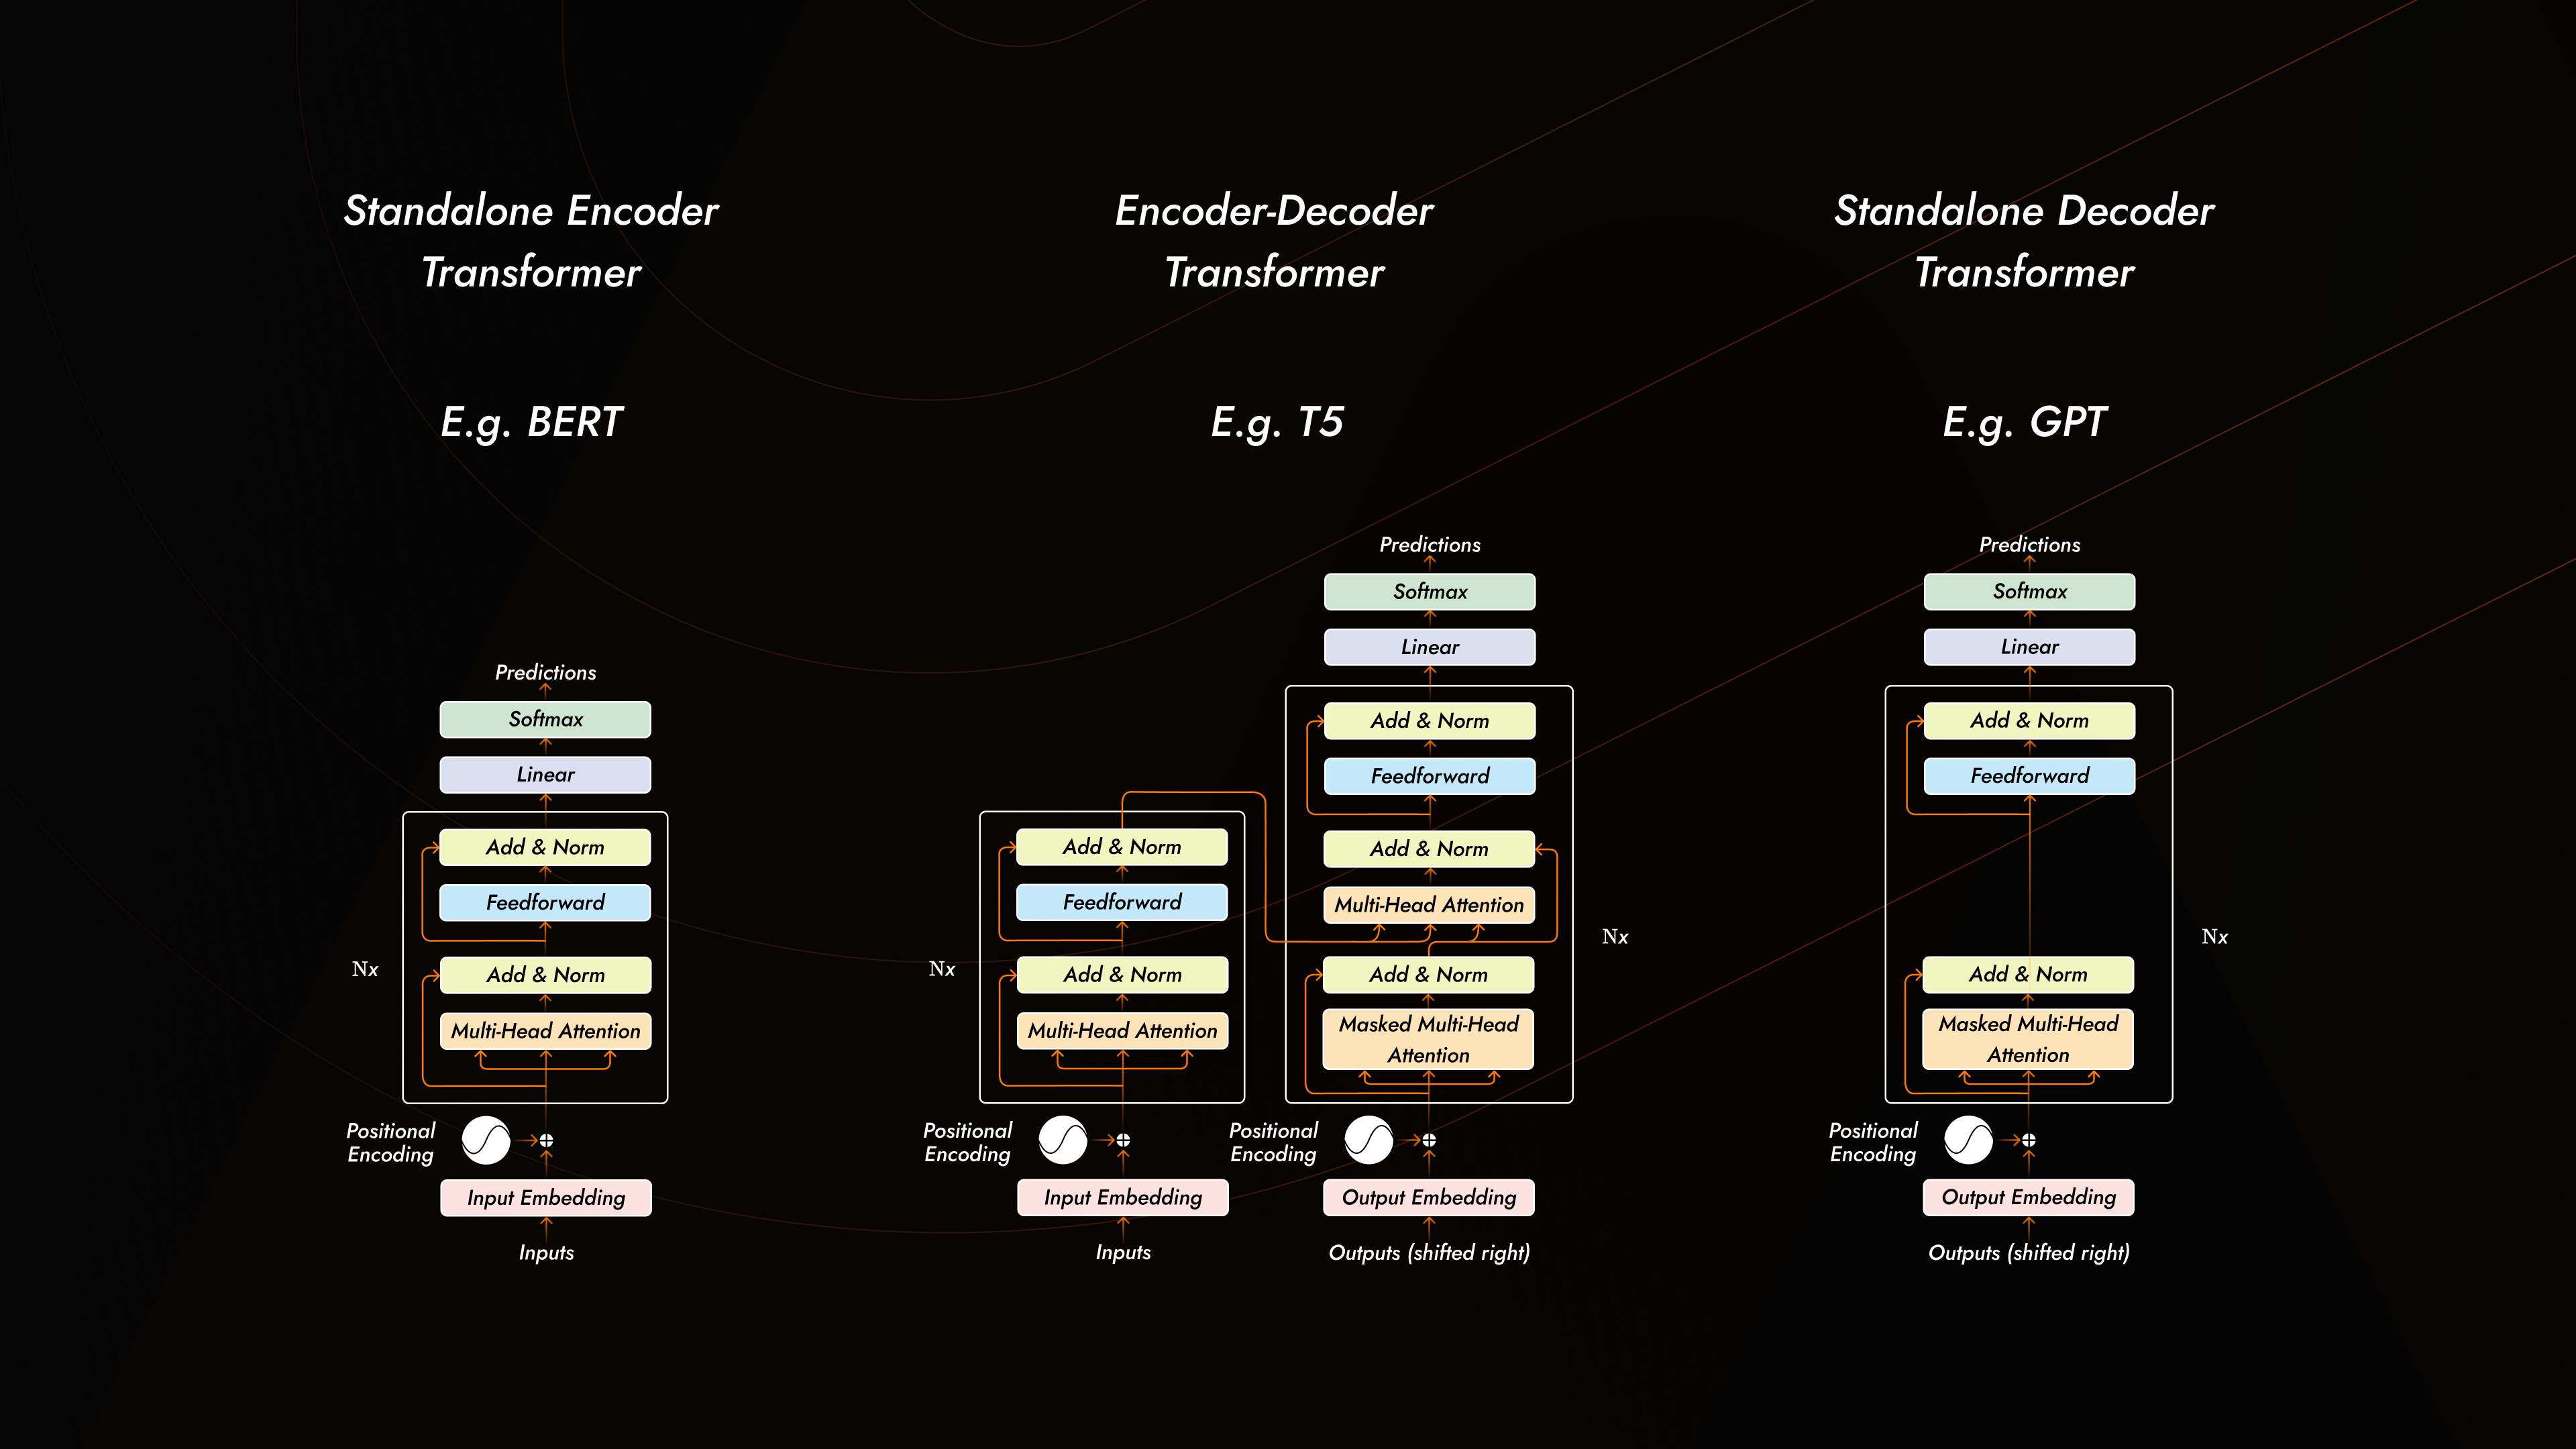 Standalone Encoder
Transformer
E.g. BERT
Predictions
Softmax
Linear
Add & Norm
Feedforward
Add & Norm
Multi-Head Attention
Nx
Positional
Encoding
Input Embedding
Inputs
Encoder-Decoder
Transformer
E.g. T5
Add & Norm
Feedforward
Add & Norm
Multi-Head Attention
Nx
Positional
Encoding
Input Embedding
Inputs
Predictions
Softmax
Linear
Add & Norm
Feedforward
Add & Norm
Multi-Head Attention
Add & Norm
Masked Multi-Head
Attention
Nx
Positional
Encoding
Output Embedding
Outputs (shifted right)
Standalone Decoder
Transformer
E.g. GPT
Predictions
Softmax
Linear
Add & Norm
Feedforward
Add & Norm
Masked Multi-Head
Attention
Nx
Positional
Encoding
Output Embedding
Outputs (shifted right)